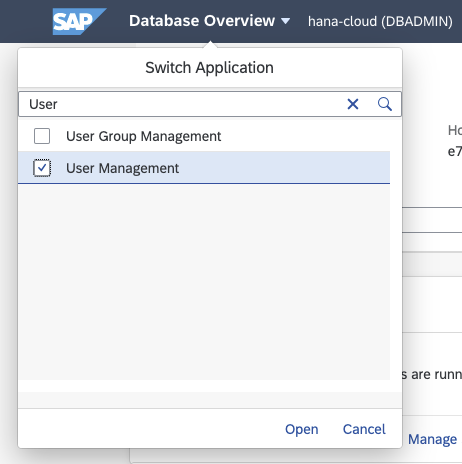 SAP Database Overview hana-cloud (DBADMIN)
Switch Application
User
User Group Management
User Management
Open Cancel
Ho
e7
s are runn
Manage